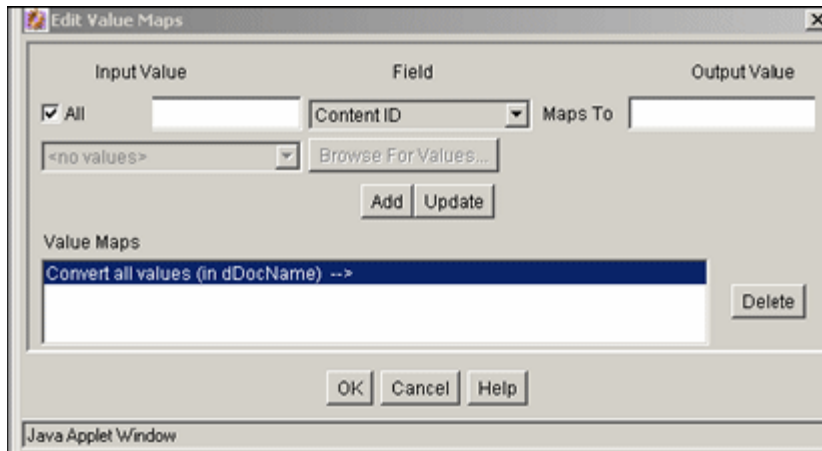 Edit Value Maps
Input Value Field Output Value
All Content ID Maps To
<no values> Browse For Values...
Add Update
Value Maps
Convert all values (in dDocName) -->
Delete
OK Cancel Help
Java Applet Window